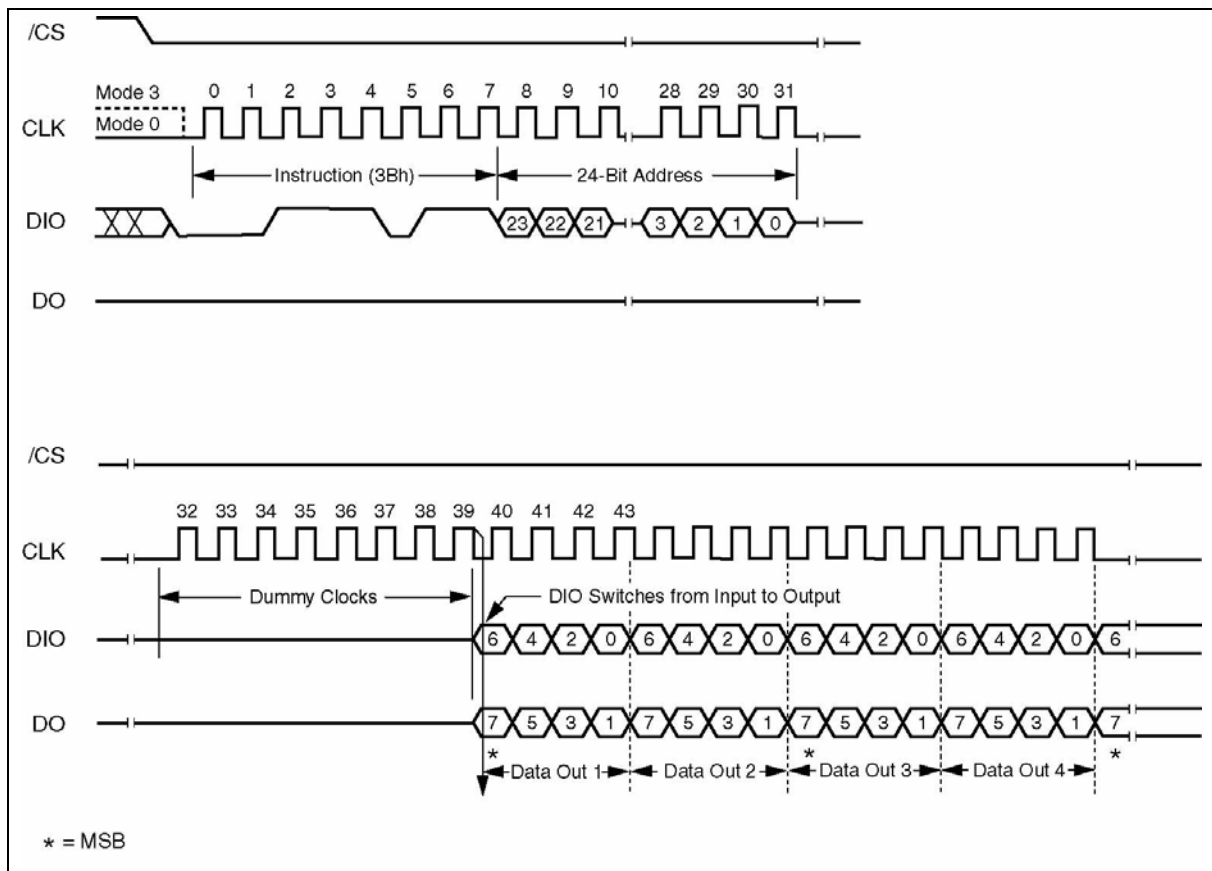 /CS
Mode 3
0 1 2 3 4 5 6 7 8 9 10 28 29 30 31
CLK
Mode 0
Instruction (3Bh) 24-Bit Address
DIO 23 22 21 3 2 1 0
DO
/CS
32 33 34 35 36 37 38 39 40 41 42 43
CLK
Dummy Clocks DIO Switches from Input to Output
DIO 6 4 2 0 6 4 2 0 6 4 2 0 6 4 2 0 6
DO 7 5 3 1 7 5 3 1 7 5 3 1 7 5 3 1 7
* * *
Data Out 1 Data Out 2 Data Out 3 Data Out 4
* = MSB